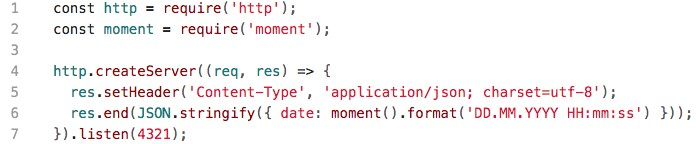 1 const http = require('http');
2 const moment = require('moment');
3
4 http.createServer((req, res) => {
5 res.setHeader('Content-Type', 'application/json; charset=utf-8');
6 res.end(JSON.stringify({ date: moment().format('DD.MM.YYYY HH:mm:ss') }));
7 }).listen(4321);